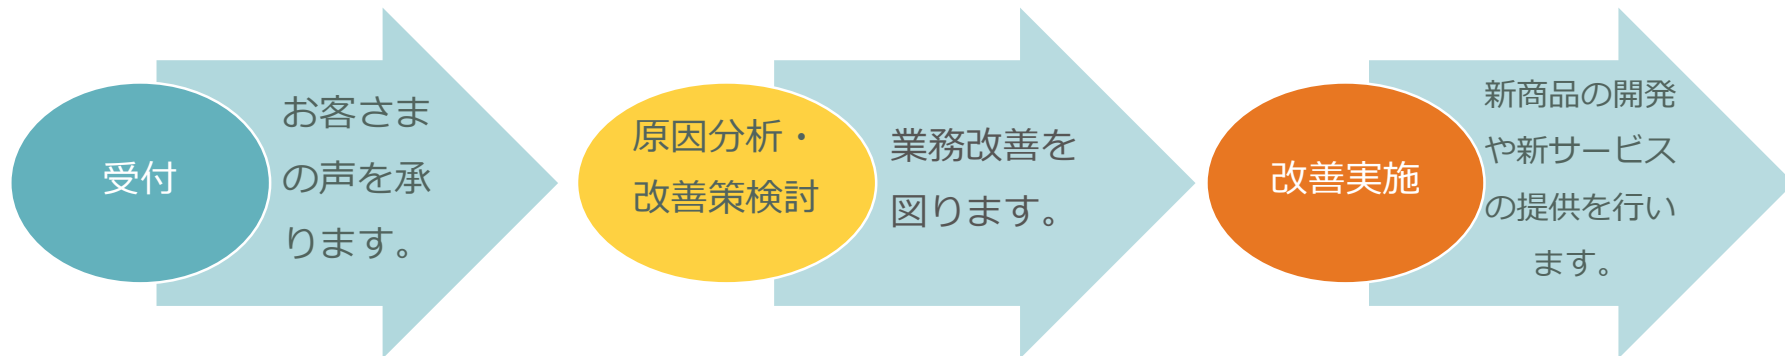 受付
お客さま
の声を承
ります。
原因分析・
改善策検討
業務改善を
図ります。
改善実施
新商品の開発
や新サービス
の提供を行い
ます。